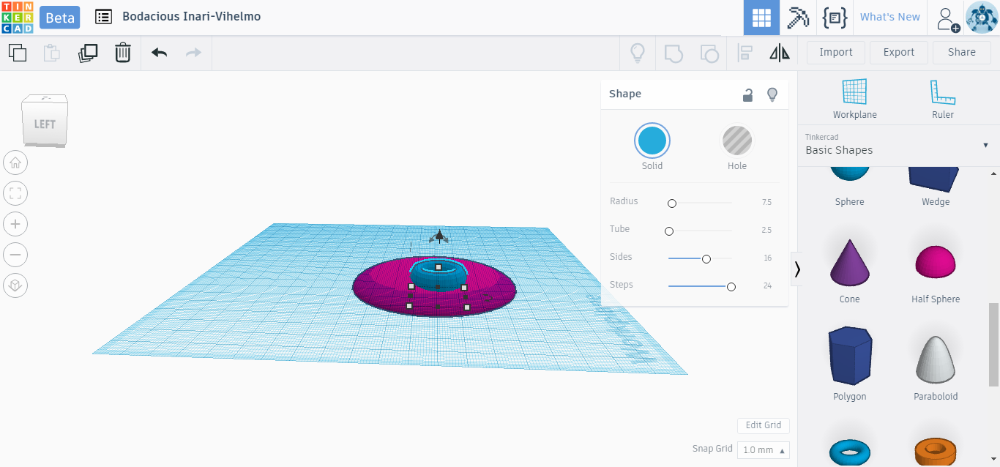 TIN
KER
CAD
Beta
Bodacious Inari-Vihelmo
What's New
Import
Export
Share
LEFT
Shape
Solid
Hole
Radius 7.5
Tube 2.5
Sides 16
Steps 24
Workplane
Ruler
Tinkercad
Basic Shapes
Sphere
Wedge
Cone
Half Sphere
Polygon
Paraboloid
Edit Grid
Snap Grid 1.0 mm